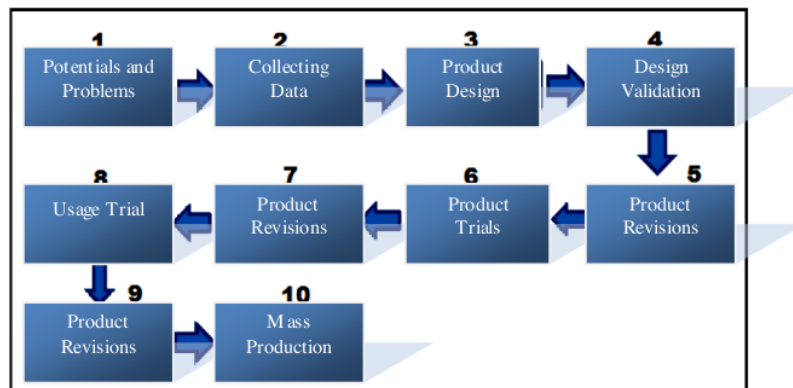 1
Potentials and
Problems
2
Collecting
Data
3
Product
Design
4
Design
Validation
5
Product
Revisions
6
Product
Trials
7
Product
Revisions
8
Usage Trial
9
Product
Revisions
10
Mass
Production